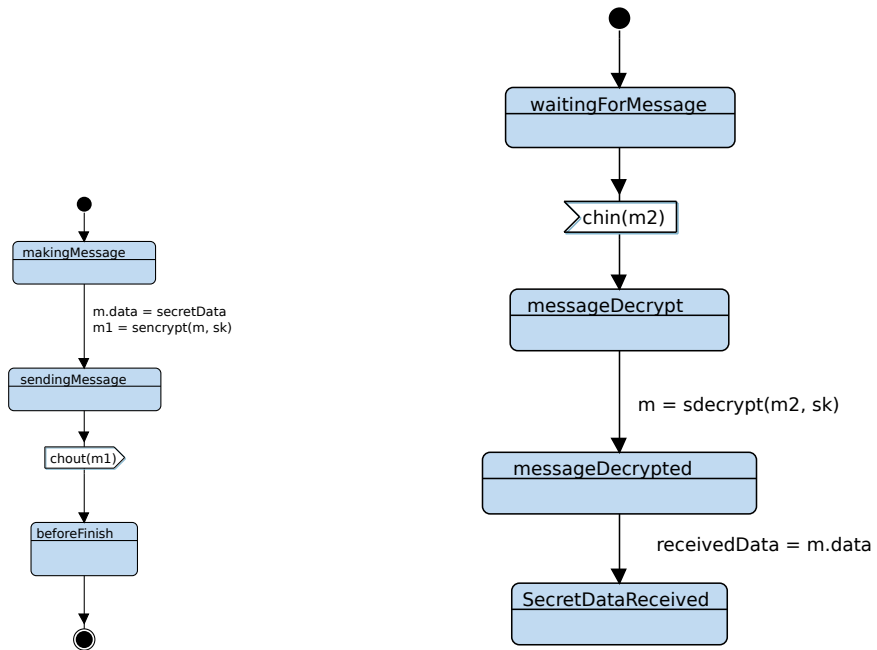 makingMessage
m.data = secretData
m1 = sencrypt(m, sk)
sendingMessage
chout(m1)
beforeFinish
waitingForMessage
chin(m2)
messageDecrypt
m = sdecrypt(m2, sk)
messageDecrypted
receivedData = m.data
SecretDataReceived